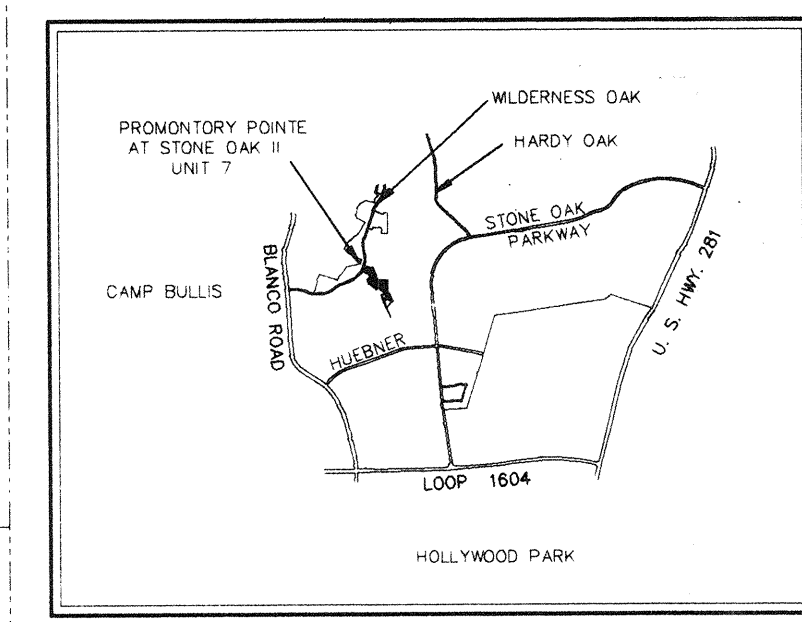 WILDERNESS OAK
PROMONTORY POINTE
AT STONE OAK II
UNIT 7
HARDY OAK
STONE OAK
PARKWAY
BLANCO ROAD
CAMP BULLIS
U. S. HWY. 281
HUEBNER
LOOP 1604
HOLLYWOOD PARK